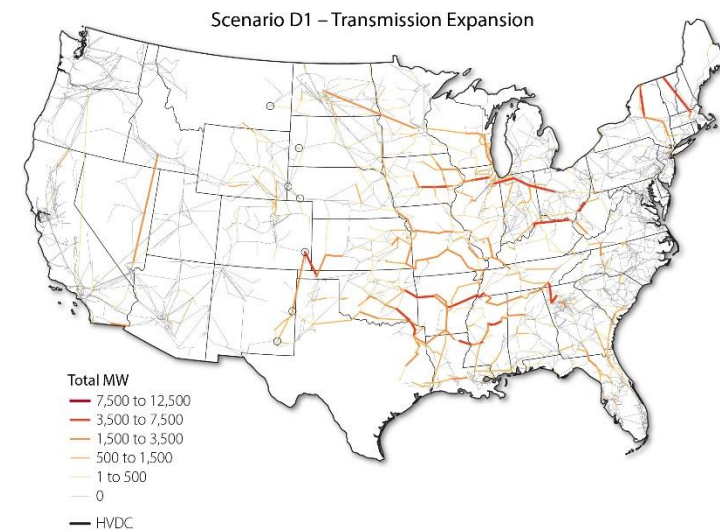 Scenario D1 – Transmission Expansion
Total MW
7,500 to 12,500
3,500 to 7,500
1,500 to 3,500
500 to 1,500
1 to 500
0
HVDC